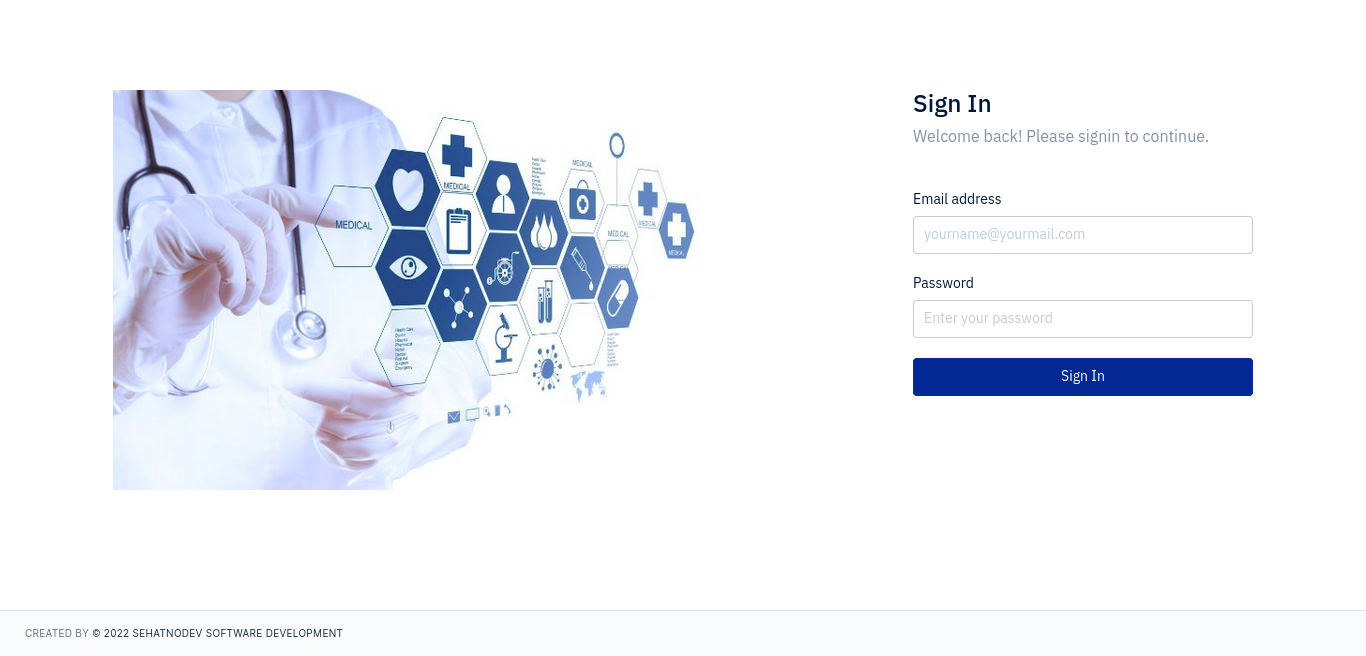 Sign In
Welcome back! Please signin to continue.
Email address
yourname@yourmail.com
Password
Enter your password
Sign In
MEDICAL
MEDICAL
MEDICAL
MEDICAL
MEDICAL
CREATED BY © 2022 SEHATNODEV SOFTWARE DEVELOPMENT